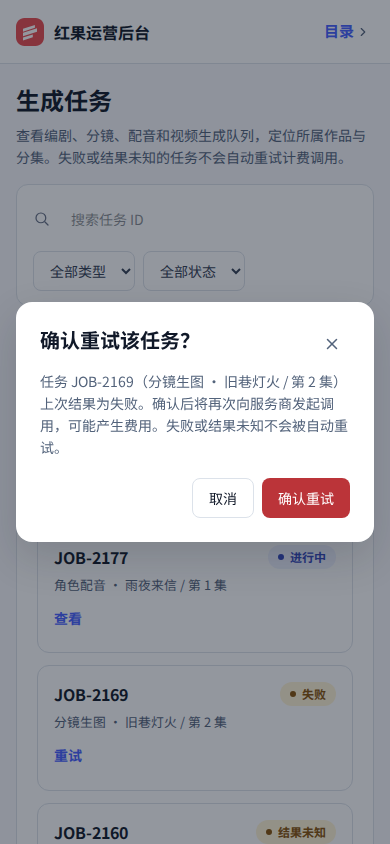 红果运营后台
目录
生成任务
查看编剧、分镜、配音和视频生成队列，定位所属作品与
分集。失败或结果未知的任务不会自动重试计费调用。
搜索任务 ID
全部类型
全部状态
确认重试该任务？
任务 JOB-2169（分镜生图 · 旧巷灯火 / 第 2 集）
上次结果为失败。确认后将再次向服务商发起调
用，可能产生费用。失败或结果未知不会被自动重
试。
取消
确认重试
JOB-2177
进行中
角色配音 · 雨夜来信 / 第 1 集
查看
JOB-2169
失败
分镜生图 · 旧巷灯火 / 第 2 集
重试
JOB-2160
结果未知